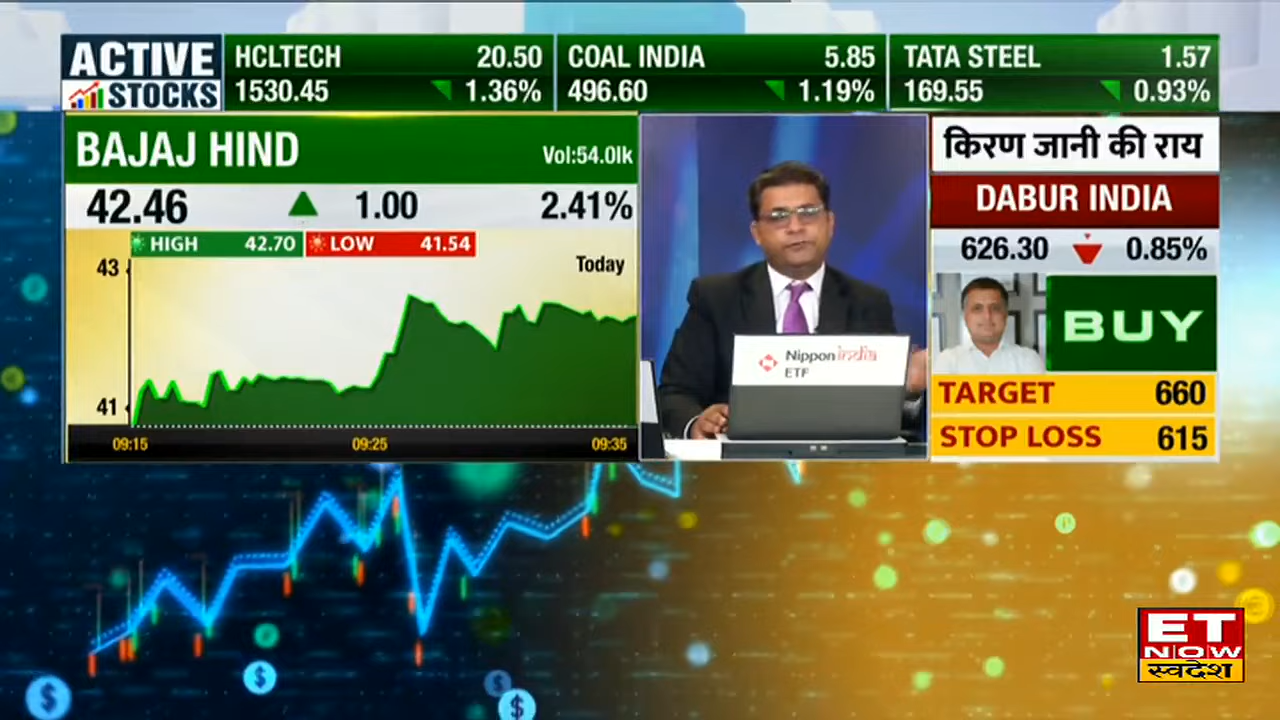 ACTIVE STOCKS
HCLTECH 20.50
1530.45 1.36%
COAL INDIA 5.85
496.60 1.19%
TATA STEEL 1.57
169.55 0.93%
BAJAJ HIND Vol:54.0lk
42.46 1.00 2.41%
HIGH 42.70 LOW 41.54
Today
43
41
09:15 09:25 09:35
Nippon india
ETF
किरण जानी की राय
DABUR INDIA
626.30 0.85%
BUY
TARGET 660
STOP LOSS 615
ET
NOW
स्वदेश